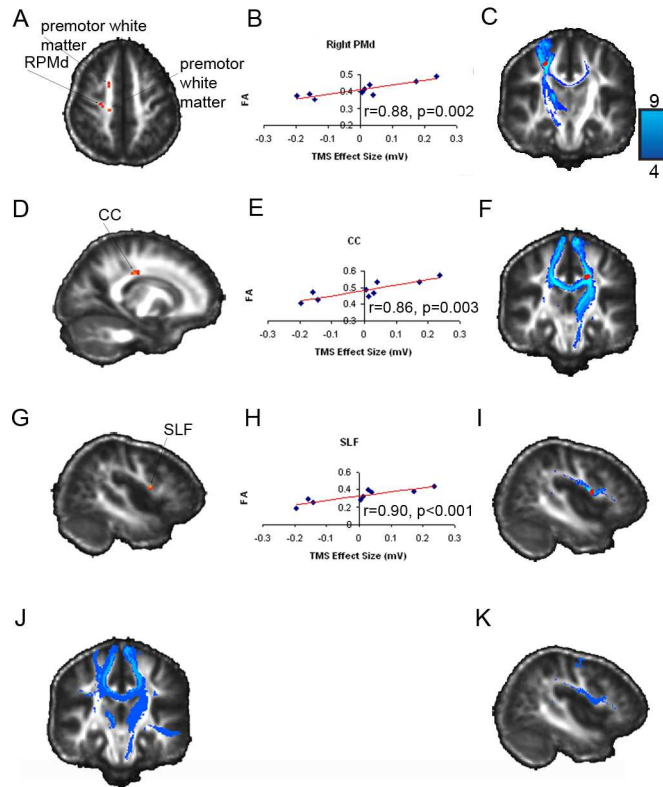 A
premotor white
matter
RPMd
premotor
white
matter
B
Right PMd
FA
0.5
0.4
0.3
0.2
r=0.88, p=0.002
-0.3 -0.2 -0.1 0 0.1 0.2 0.3
TMS Effect Size (mV)
C
9
4
D
CC
E
CC
FA
0.6
0.5
0.4
0.3
r=0.86, p=0.003
-0.3 -0.2 -0.1 0 0.1 0.2 0.3
TMS Effect Size (mV)
F
G
SLF
H
SLF
FA
0.6
0.4
0.2
0
r=0.90, p<0.001
-0.3 -0.2 -0.1 0 0.1 0.2 0.3
TMS Effect Size (mV)
I
J
K